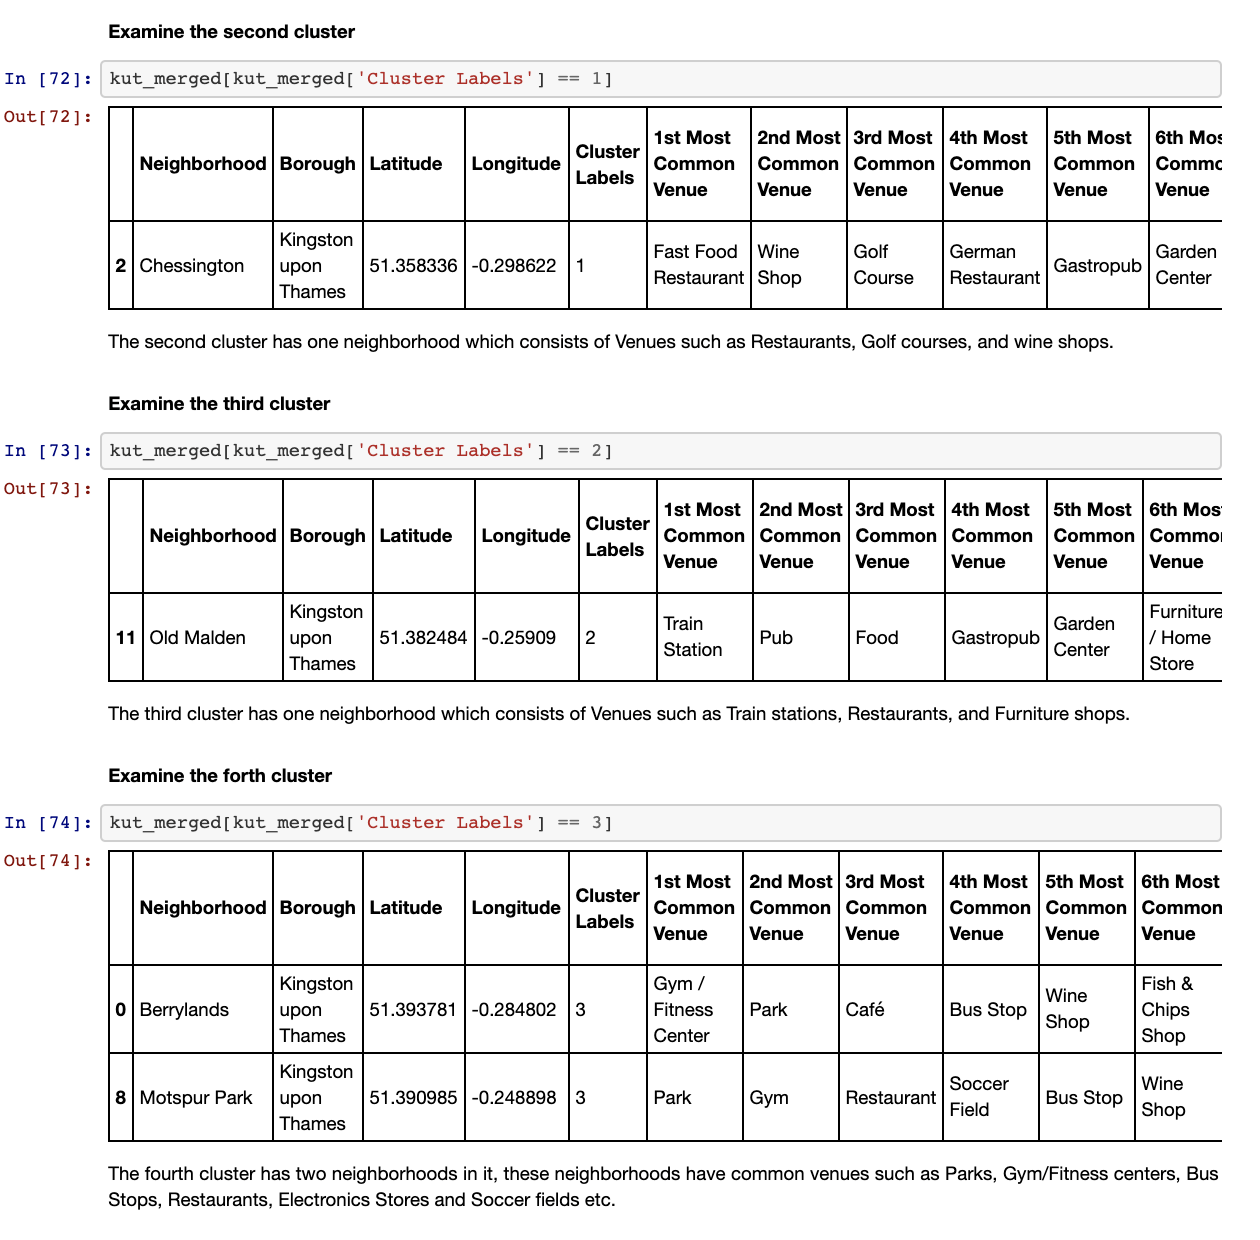 Examine the second cluster
In [72]: kut_merged[kut_merged['Cluster Labels'] == 1]
Out[72]:
Neighborhood Borough Latitude Longitude Cluster Labels 1st Most Common Venue 2nd Most Common Venue 3rd Most Common Venue 4th Most Common Venue 5th Most Common Venue 6th Mos Commo Venue
2 Chessington Kingston upon Thames 51.358336 -0.298622 1 Fast Food Restaurant Wine Shop Golf Course German Restaurant Gastropub Garden Center
The second cluster has one neighborhood which consists of Venues such as Restaurants, Golf courses, and wine shops.
Examine the third cluster
In [73]: kut_merged[kut_merged['Cluster Labels'] == 2]
Out[73]:
Neighborhood Borough Latitude Longitude Cluster Labels 1st Most Common Venue 2nd Most Common Venue 3rd Most Common Venue 4th Most Common Venue 5th Most Common Venue 6th Most Commo Venue
11 Old Malden Kingston upon Thames 51.382484 -0.25909 2 Train Station Pub Food Gastropub Garden Center Furniture / Home Store
The third cluster has one neighborhood which consists of Venues such as Train stations, Restaurants, and Furniture shops.
Examine the forth cluster
In [74]: kut_merged[kut_merged['Cluster Labels'] == 3]
Out[74]:
Neighborhood Borough Latitude Longitude Cluster Labels 1st Most Common Venue 2nd Most Common Venue 3rd Most Common Venue 4th Most Common Venue 5th Most Common Venue 6th Most Common Venue
0 Berrylands Kingston upon Thames 51.393781 -0.284802 3 Gym / Fitness Center Park Café Bus Stop Wine Shop Fish & Chips Shop
8 Motspur Park Kingston upon Thames 51.390985 -0.248898 3 Park Gym Restaurant Soccer Field Bus Stop Wine Shop
The fourth cluster has two neighborhoods in it, these neighborhoods have common venues such as Parks, Gym/Fitness centers, Bus
Stops, Restaurants, Electronics Stores and Soccer fields etc.